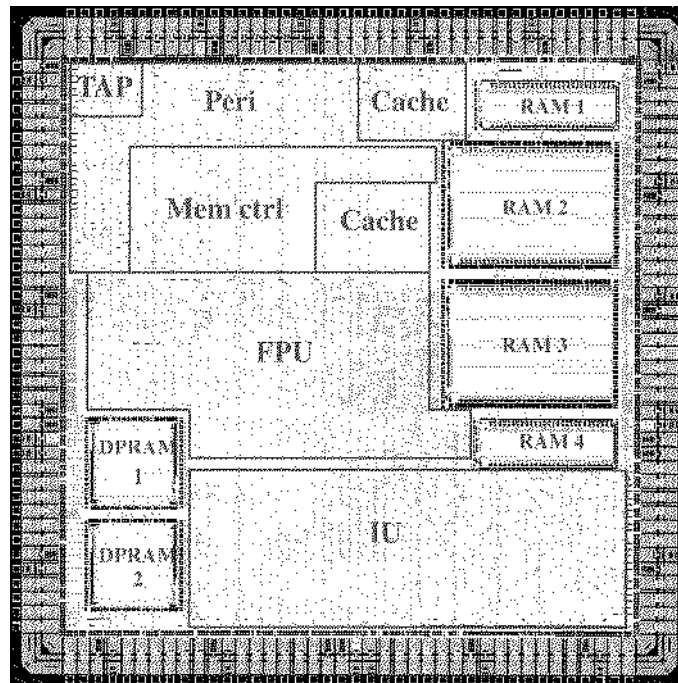 TAP
Peri
Cache
RAM 1
Mem ctrl
Cache
RAM 2
FPU
RAM 3
DPRAM
1
RAM 4
DPRAM
2
IU